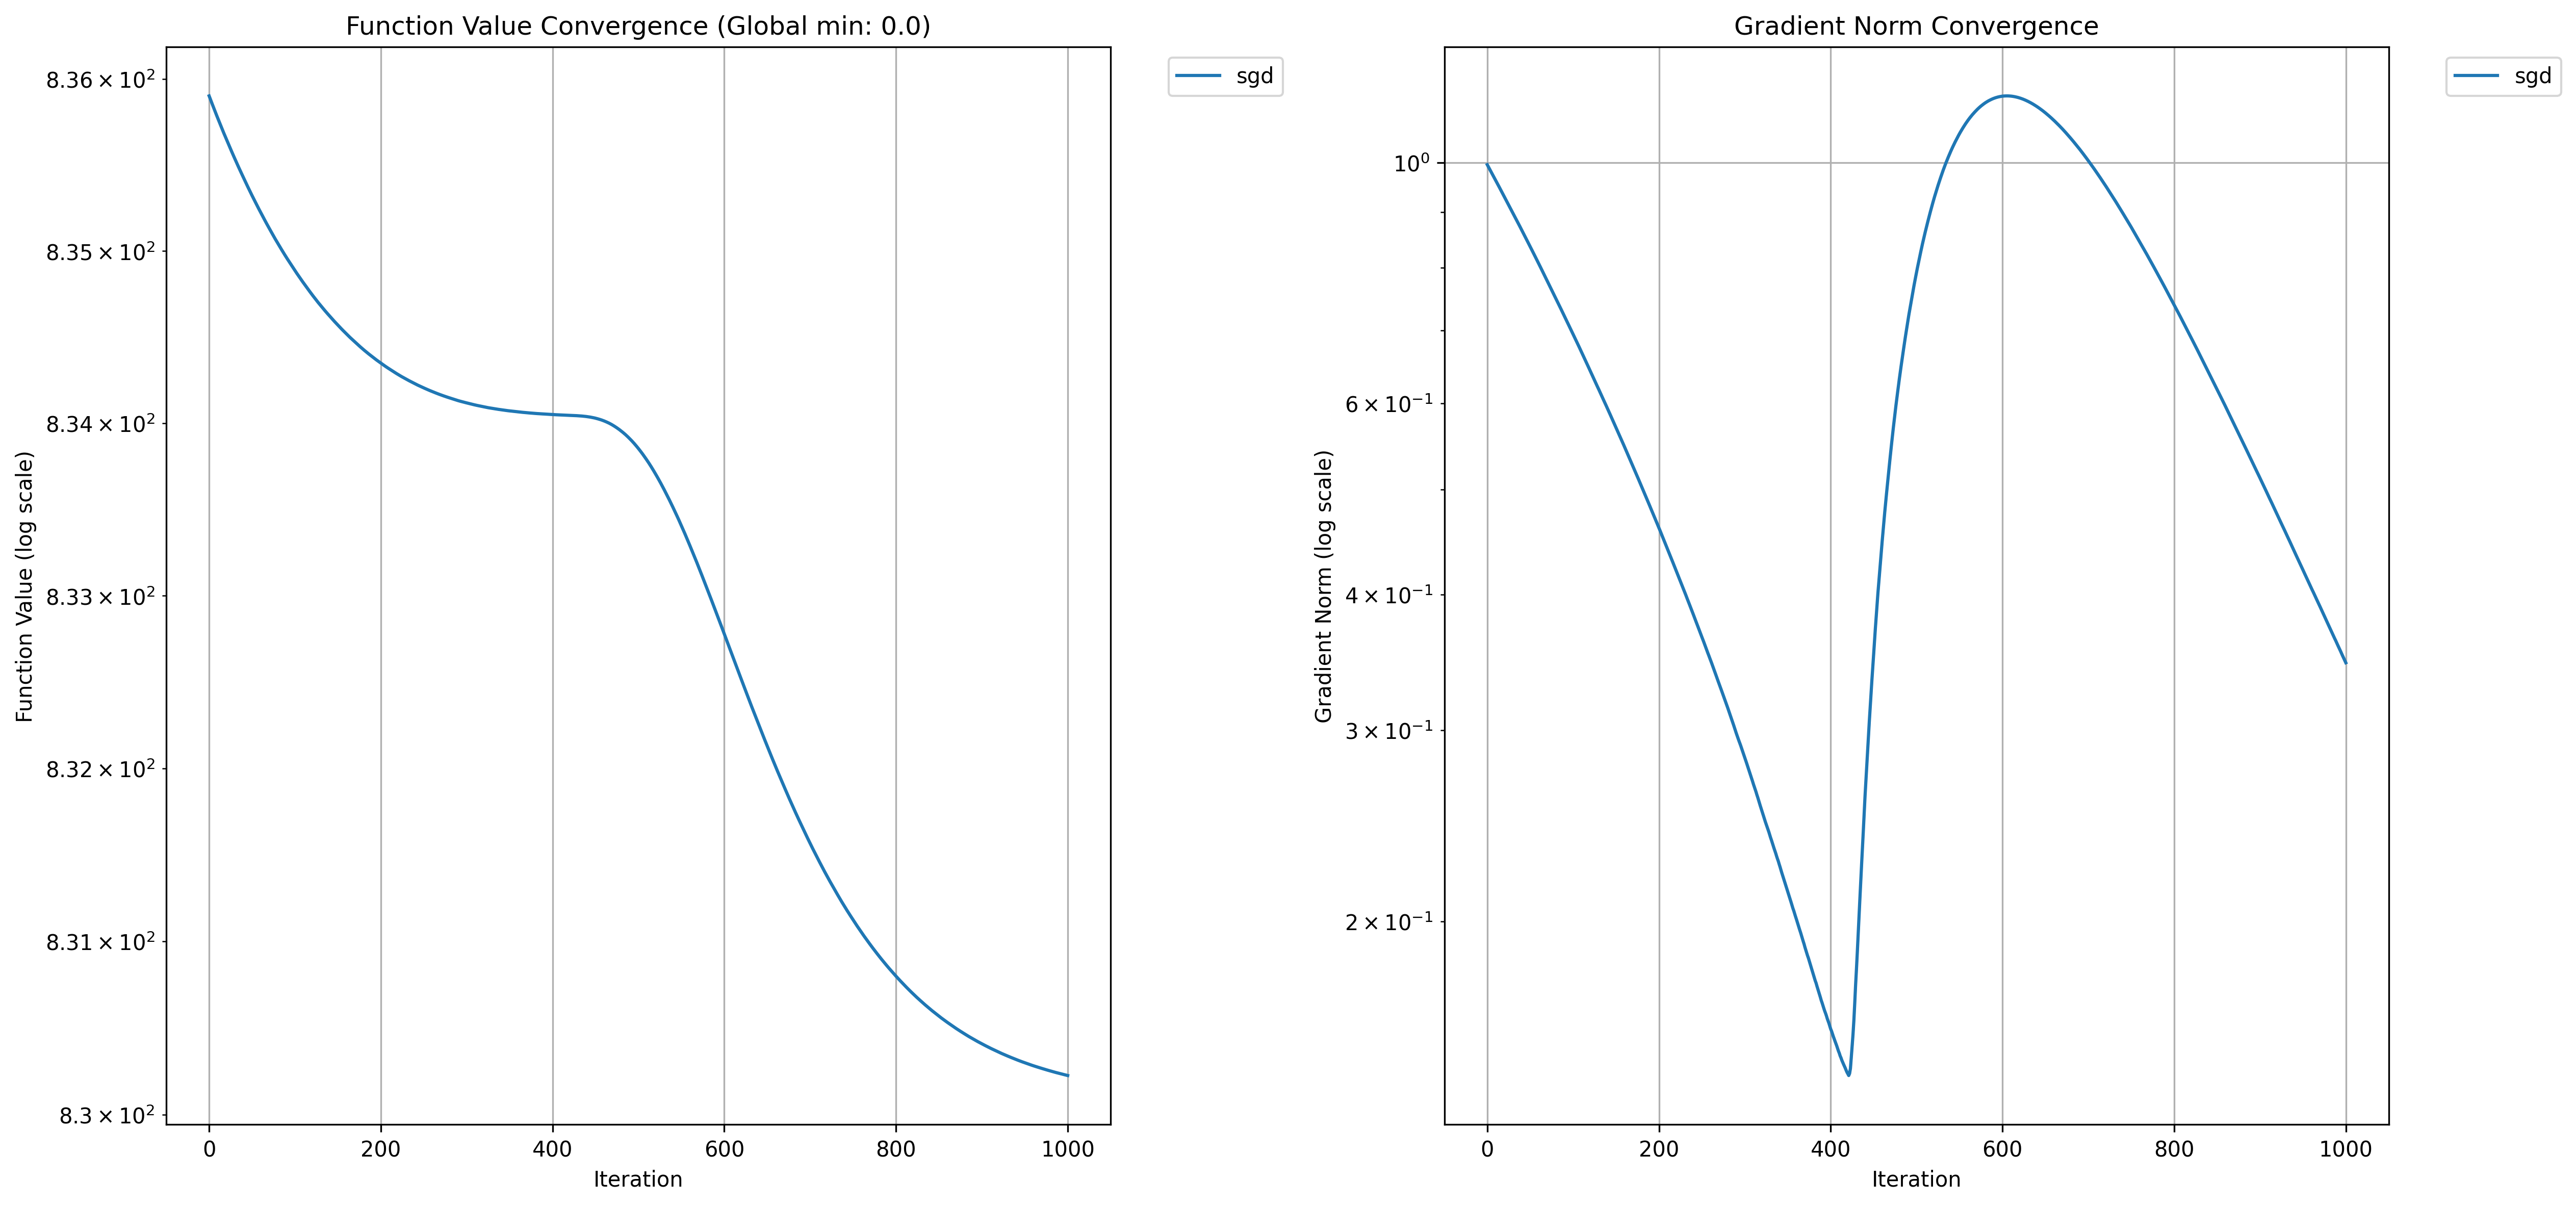 Function Value Convergence (Global min: 0.0)
8.36 × 10²
8.35 × 10²
8.34 × 10²
8.33 × 10²
8.32 × 10²
8.31 × 10²
8.3 × 10²
Function Value (log scale)
0 200 400 600 800 1000
Iteration
sgd
Gradient Norm Convergence
10⁰
6 × 10⁻¹
4 × 10⁻¹
3 × 10⁻¹
2 × 10⁻¹
Gradient Norm (log scale)
0 200 400 600 800 1000
Iteration
sgd